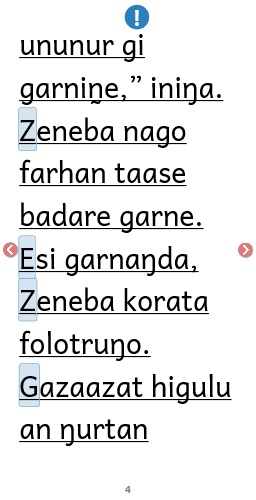 ununur gi
garniŋe,” iniŋa.
Zeneba nago
farhan taase
badare garne.
Esi garnaŋda,
Zeneba korata
folotruŋo.
Gazaazat higulu
an ŋurtan
4